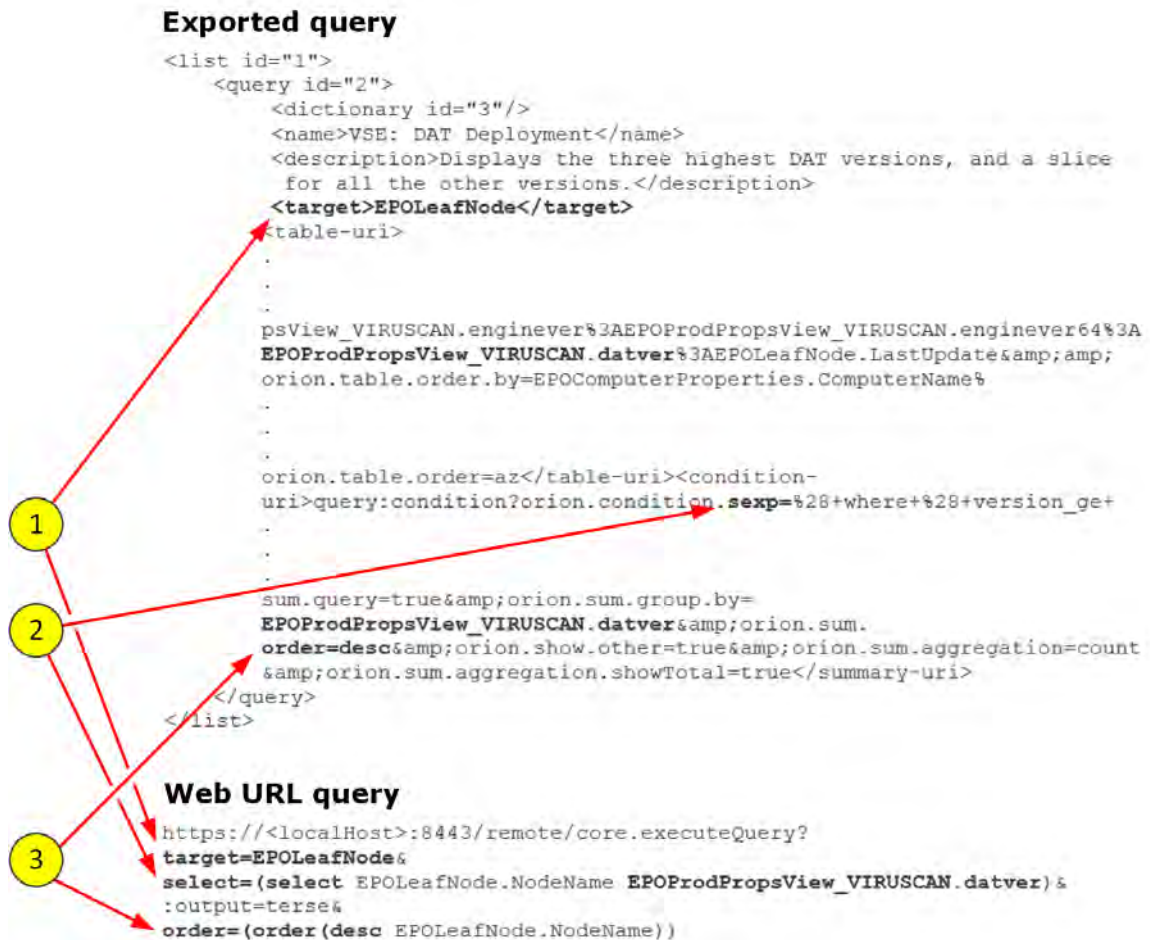 Exported query
<list id="1">
<query id="2">
<dictionary id="3"/>
<name>VSE: DAT Deployment</name>
<description>Displays the three highest DAT versions, and a slice
for all the other versions.</description>
<target>EPOLeafNode</target>
<table-uri>
.
.
.
psView_VIRUSCAN.enginever%3AEPOProdPropsView_VIRUSCAN.enginever64%3A
EPOProdPropsView_VIRUSCAN.datver%3AEPOLeafNode.LastUpdate&amp;amp;
orion.table.order.by=EPOComputerProperties.ComputerName%
.
.
.
orion.table.order=az</table-uri><condition-
uri>query:condition?orion.condition.sexp=%28+where+%28+version_ge+
.
.
.
sum.query=true&amp;orion.sum.group.by=
EPOProdPropsView_VIRUSCAN.datver&amp;orion.sum.
order=desc&amp;orion.show.other=true&amp;orion.sum.aggregation=count
&amp;orion.sum.aggregation.showTotal=true</summary-uri>
</query>
</list>
1
2
3
Web URL query
https://<localHost>:8443/remote/core.executeQuery?
target=EPOLeafNode&
select=(select EPOLeafNode.NodeName EPOProdPropsView_VIRUSCAN.datver)&
:output=terse&
order=(order(desc EPOLeafNode.NodeName))